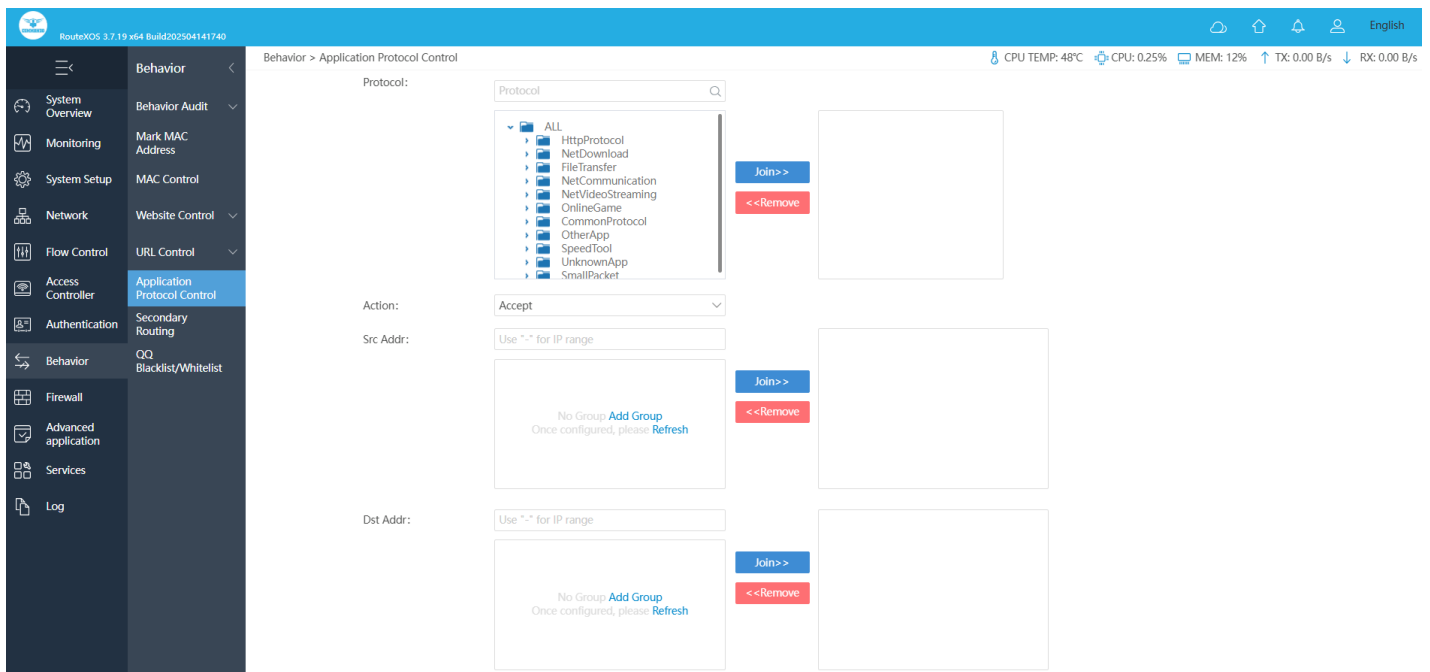 RouteXOS 3.7.19 x64 Build202504141740
English
Behavior
Behavior > Application Protocol Control
CPU TEMP: 48°C
CPU: 0.25%
MEM: 12%
TX: 0.00 B/s
RX: 0.00 B/s
System
Overview
Monitoring
System Setup
Network
Flow Control
Access
Controller
Authentication
Behavior
Firewall
Advanced
application
Services
Log
Behavior Audit
Mark MAC
Address
MAC Control
Website Control
URL Control
Application
Protocol Control
Secondary
Routing
QQ
Blacklist/Whitelist
Protocol:
Protocol
ALL
HttpProtocol
NetDownload
FileTransfer
NetCommunication
NetVideoStreaming
OnlineGame
CommonProtocol
OtherApp
SpeedTool
UnknownApp
SmallPacket
Join>>
<<Remove
Action:
Accept
Src Addr:
Use "-" for IP range
No Group Add Group
Once configured, please Refresh
Join>>
<<Remove
Dst Addr:
Use "-" for IP range
No Group Add Group
Once configured, please Refresh
Join>>
<<Remove